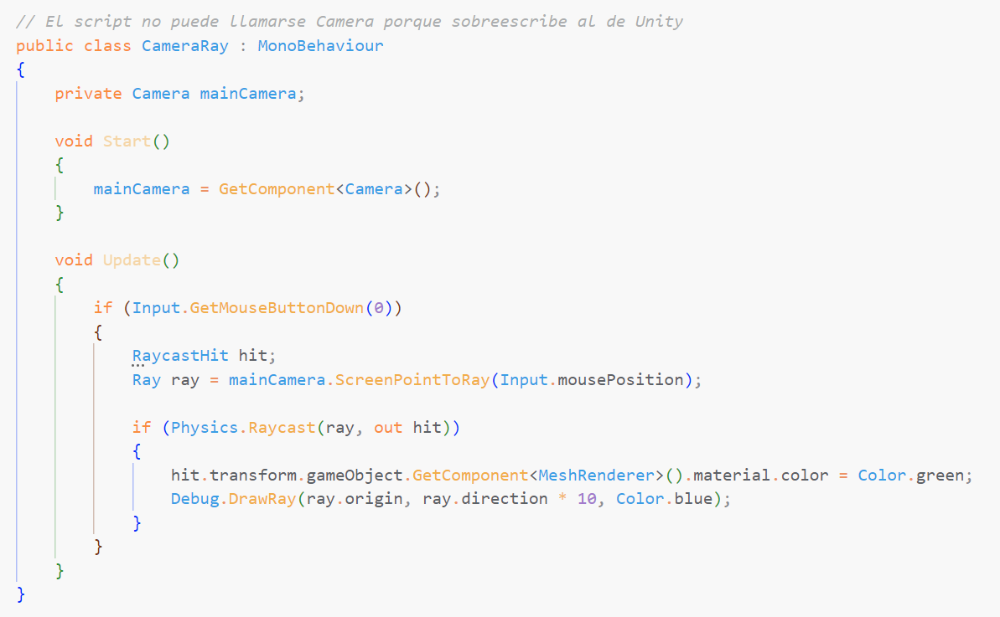 // El script no puede llamarse Camera porque sobreescribe al de Unity
public class CameraRay : MonoBehaviour
{
    private Camera mainCamera;

    void Start()
    {
        mainCamera = GetComponent<Camera>();
    }

    void Update()
    {
        if (Input.GetMouseButtonDown(0))
        {
            RaycastHit hit;
            Ray ray = mainCamera.ScreenPointToRay(Input.mousePosition);

            if (Physics.Raycast(ray, out hit))
            {
                hit.transform.gameObject.GetComponent<MeshRenderer>().material.color = Color.green;
                Debug.DrawRay(ray.origin, ray.direction * 10, Color.blue);
            }
        }
    }
}